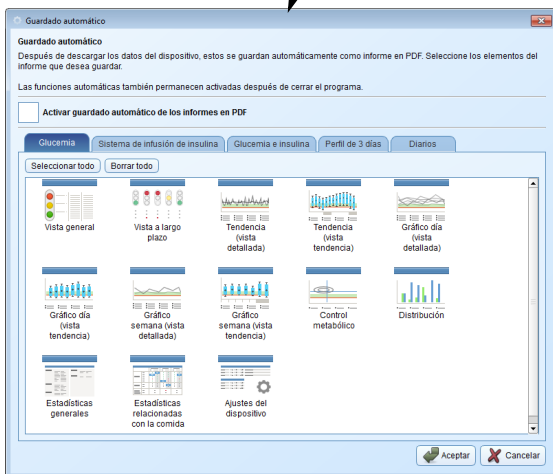 Guardado automático
Guardado automático
Después de descargar los datos del dispositivo, estos se guardan automáticamente como informe en PDF. Seleccione los elementos del
informe que desea guardar.
Las funciones automáticas también permanecen activadas después de cerrar el programa.
Activar guardado automático de los informes en PDF
Glucemia Sistema de infusión de insulina Glucemia e insulina Perfil de 3 días Diarios
Seleccionar todo Borrar todo
Vista general
Vista a largo
plazo
Tendencia
(vista
detallada)
Tendencia
(vista
tendencia)
Gráfico día
(vista
detallada)
Gráfico día
(vista
tendencia)
Gráfico
semana (vista
detallada)
Gráfico
semana (vista
tendencia)
Control
metabólico
Distribución
Estadísticas
generales
Estadísticas
relacionadas
con la comida
Ajustes del
dispositivo
Aceptar Cancelar